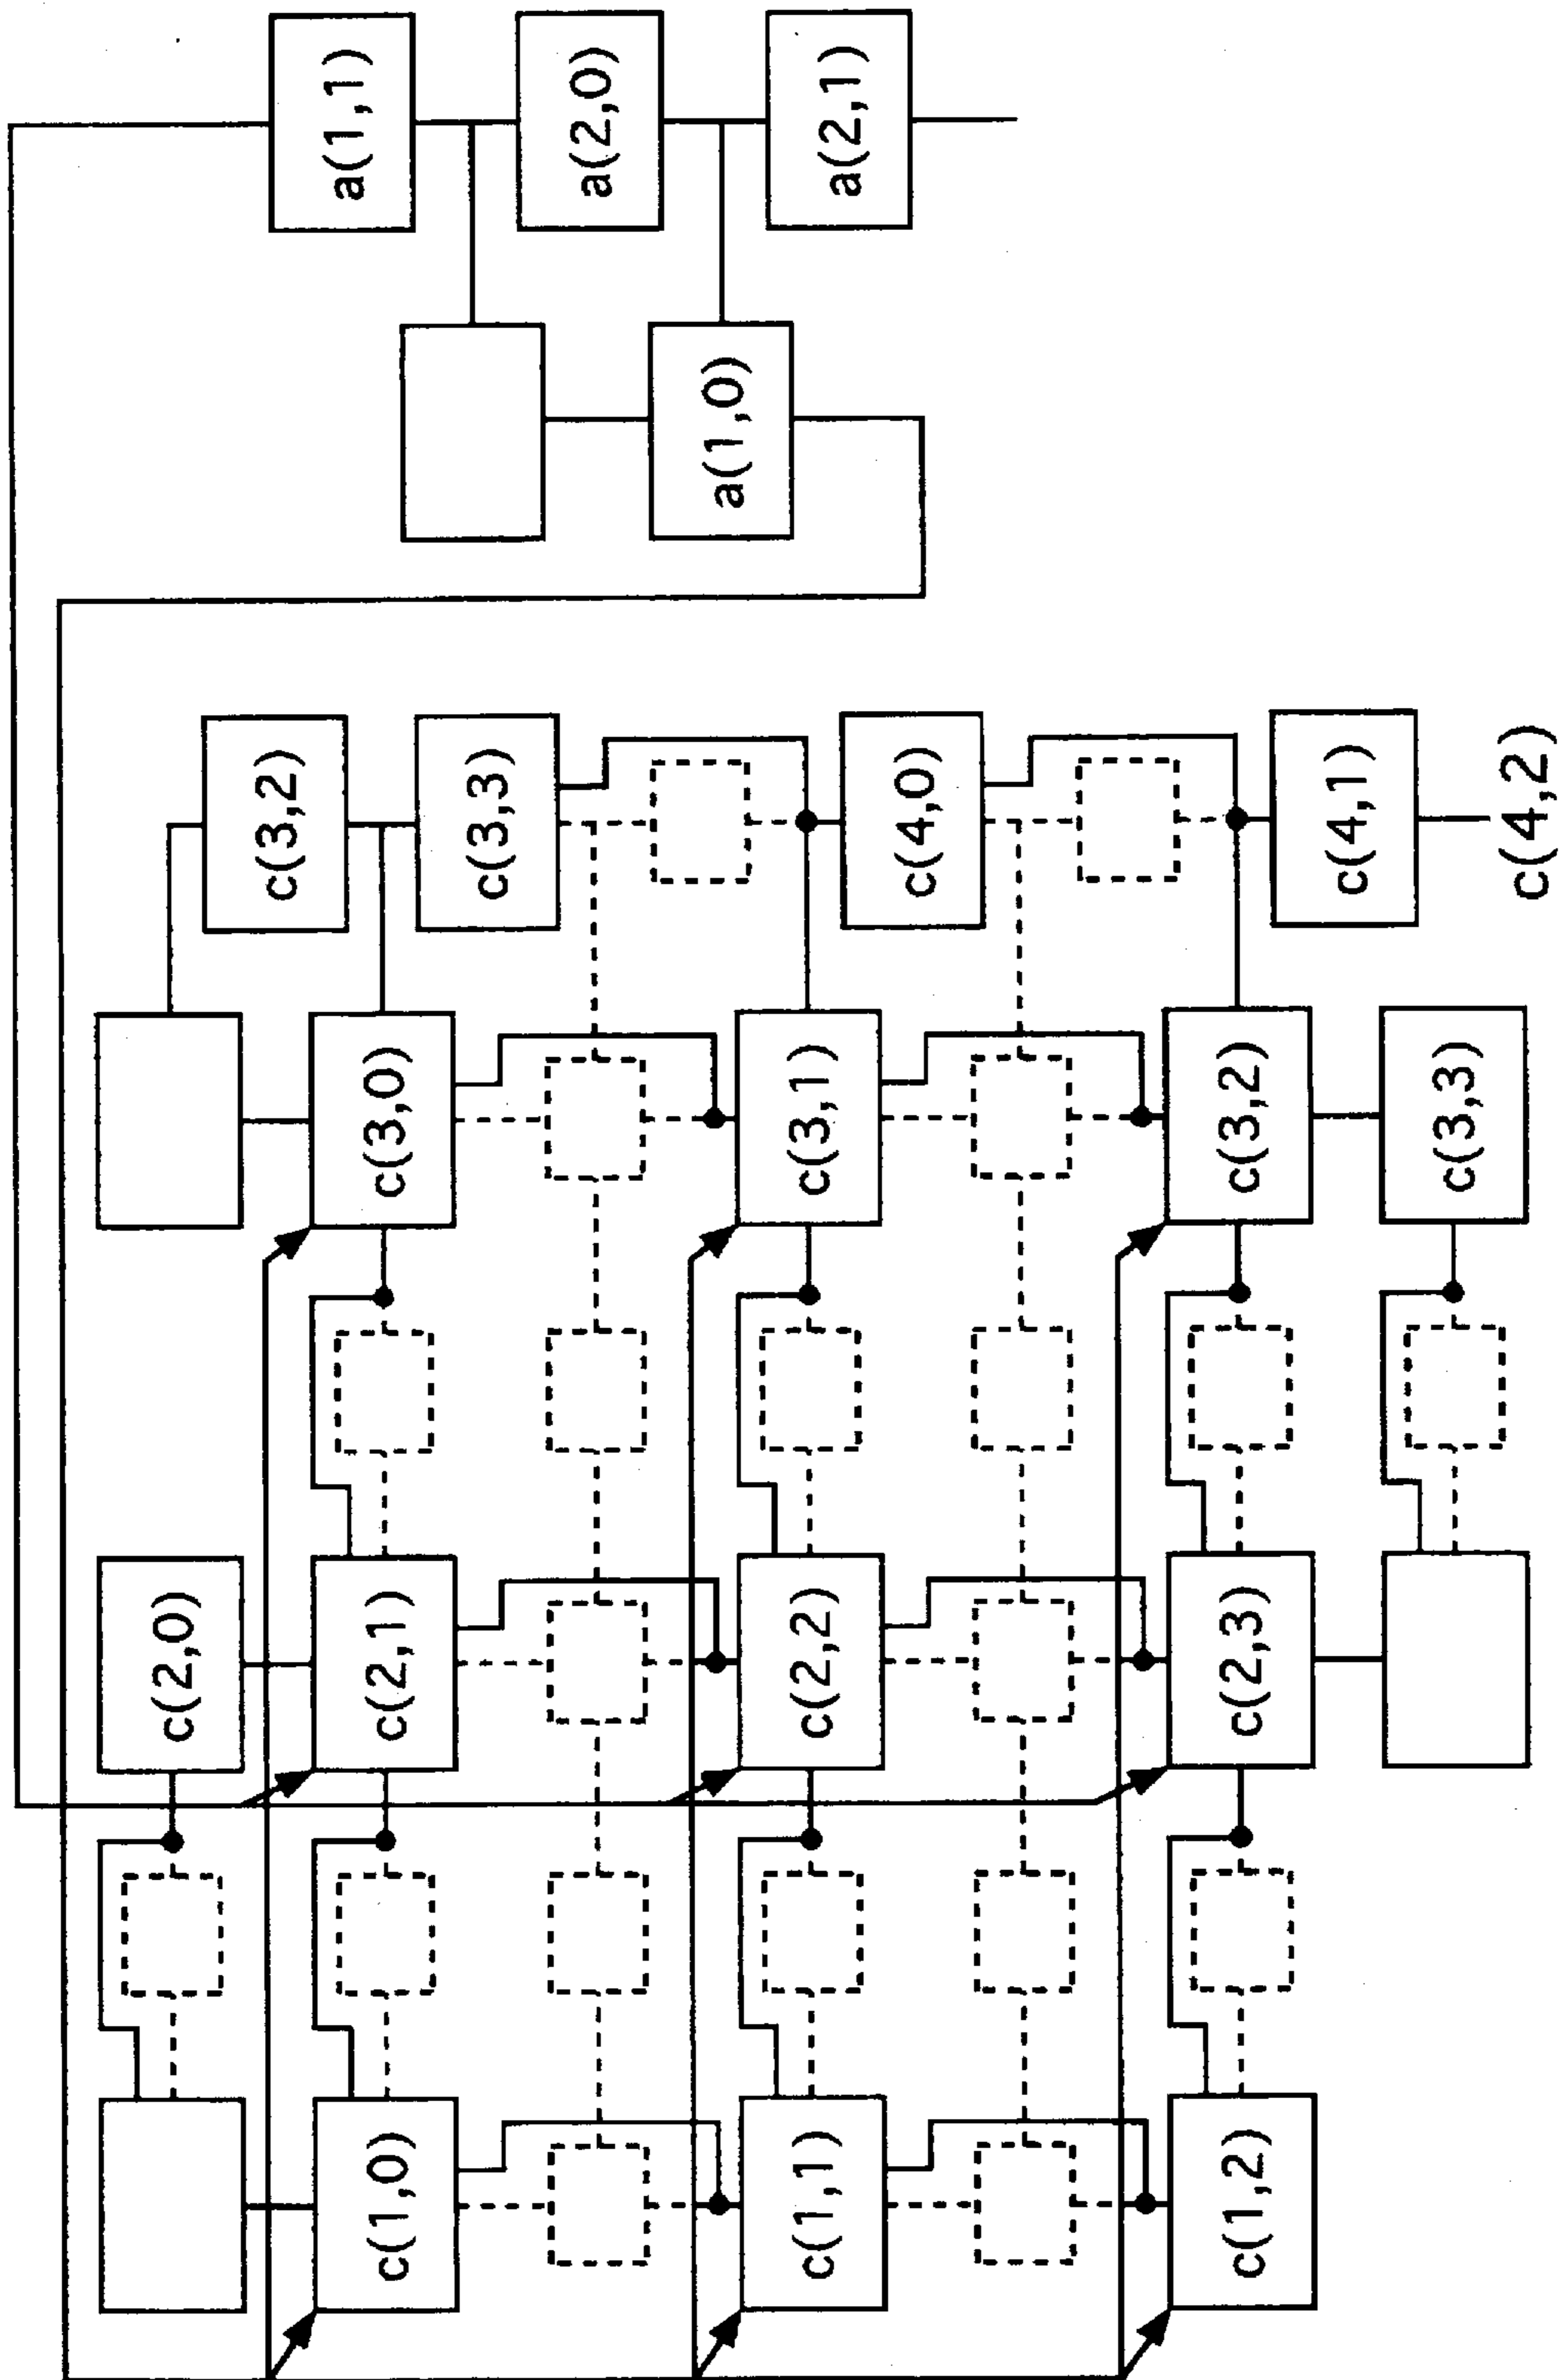 c(2,0)
c(3,2)
a(1,1)
c(1,0)
c(2,1)
c(3,0)
c(3,3)
a(2,0)
a(1,0)
c(1,1)
c(2,2)
c(3,1)
a(2,1)
c(4,0)
c(1,2)
c(2,3)
c(3,2)
c(4,1)
c(3,3)
c(4,2)